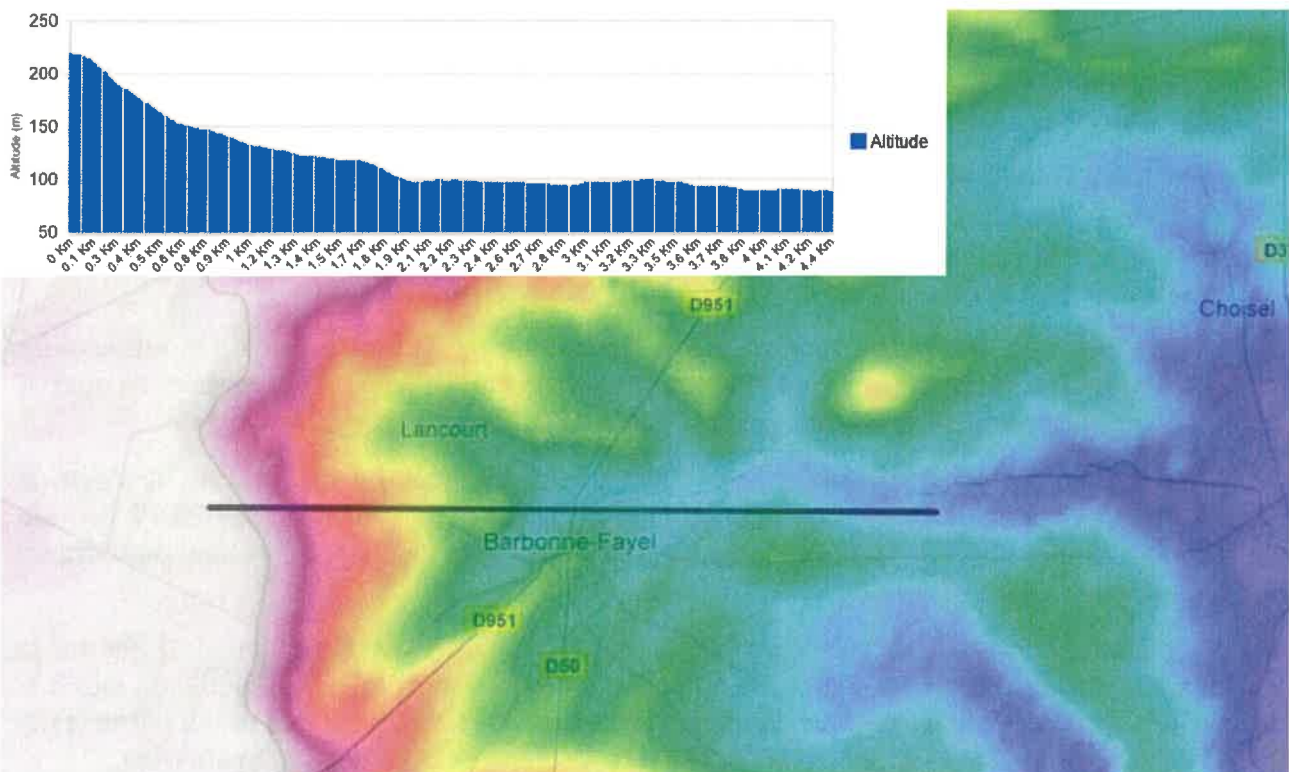 250
200
150
100
50
Altitude (m)
0 Km
0.1 Km
0.3 Km
0.4 Km
0.5 Km
0.6 Km
0.8 Km
0.9 Km
1 Km
1.2 Km
1.3 Km
1.4 Km
1.5 Km
1.7 Km
1.8 Km
1.9 Km
2.1 Km
2.2 Km
2.3 Km
2.4 Km
2.6 Km
2.7 Km
2.8 Km
3 Km
3.1 Km
3.2 Km
3.3 Km
3.5 Km
3.6 Km
3.7 Km
3.8 Km
4 Km
4.1 Km
4.2 Km
4.4 Km
Altitude
D3
D951
Choisel
Lancourt
Barbonne-Fayel
D951
D50